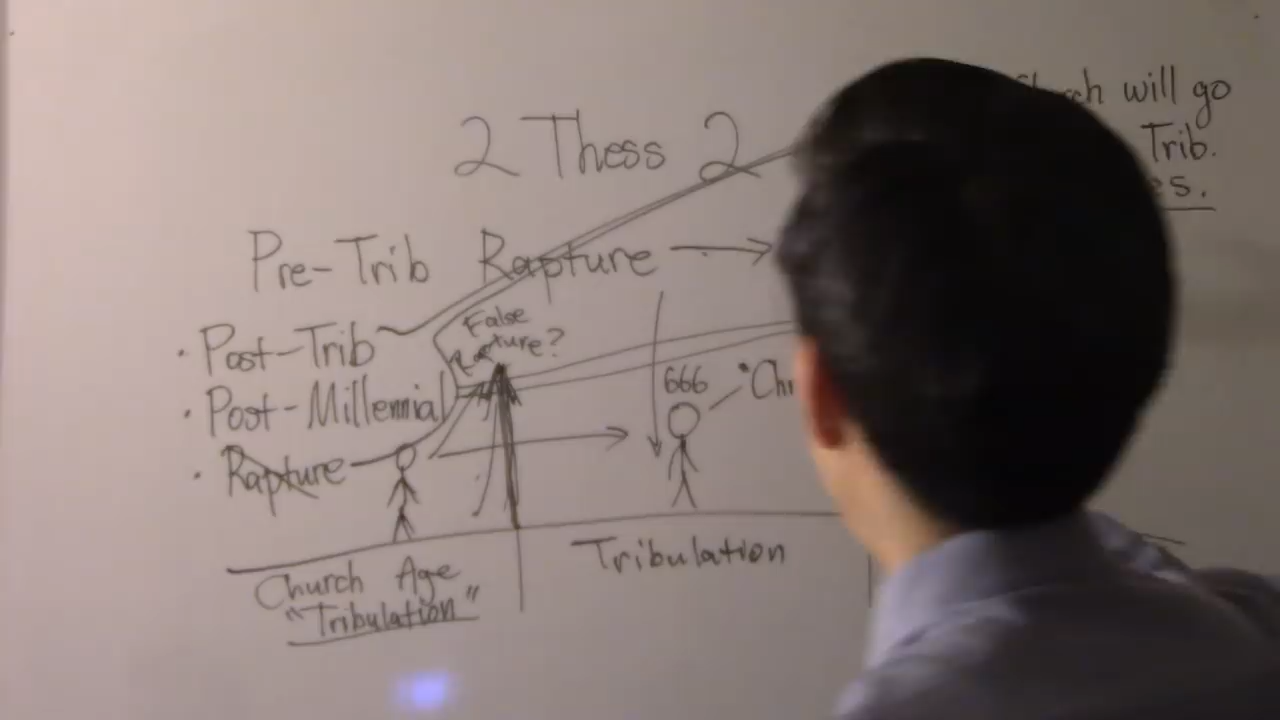 2 Thess 2
will go
Trib.
Pre-Trib Rapture
• Post-Trib
False
Rapture?
• Post-Millennial
666
• Rapture
Church Age
"Tribulation"
Tribulation